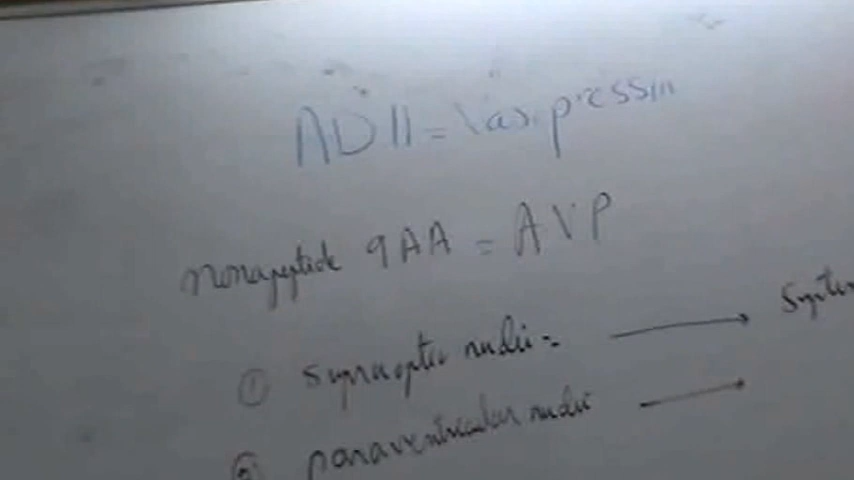 ADH = Vasopressin
nonapeptide 9AA = AVP
① supraoptic nuclei = →
② paraventricular nuclei →